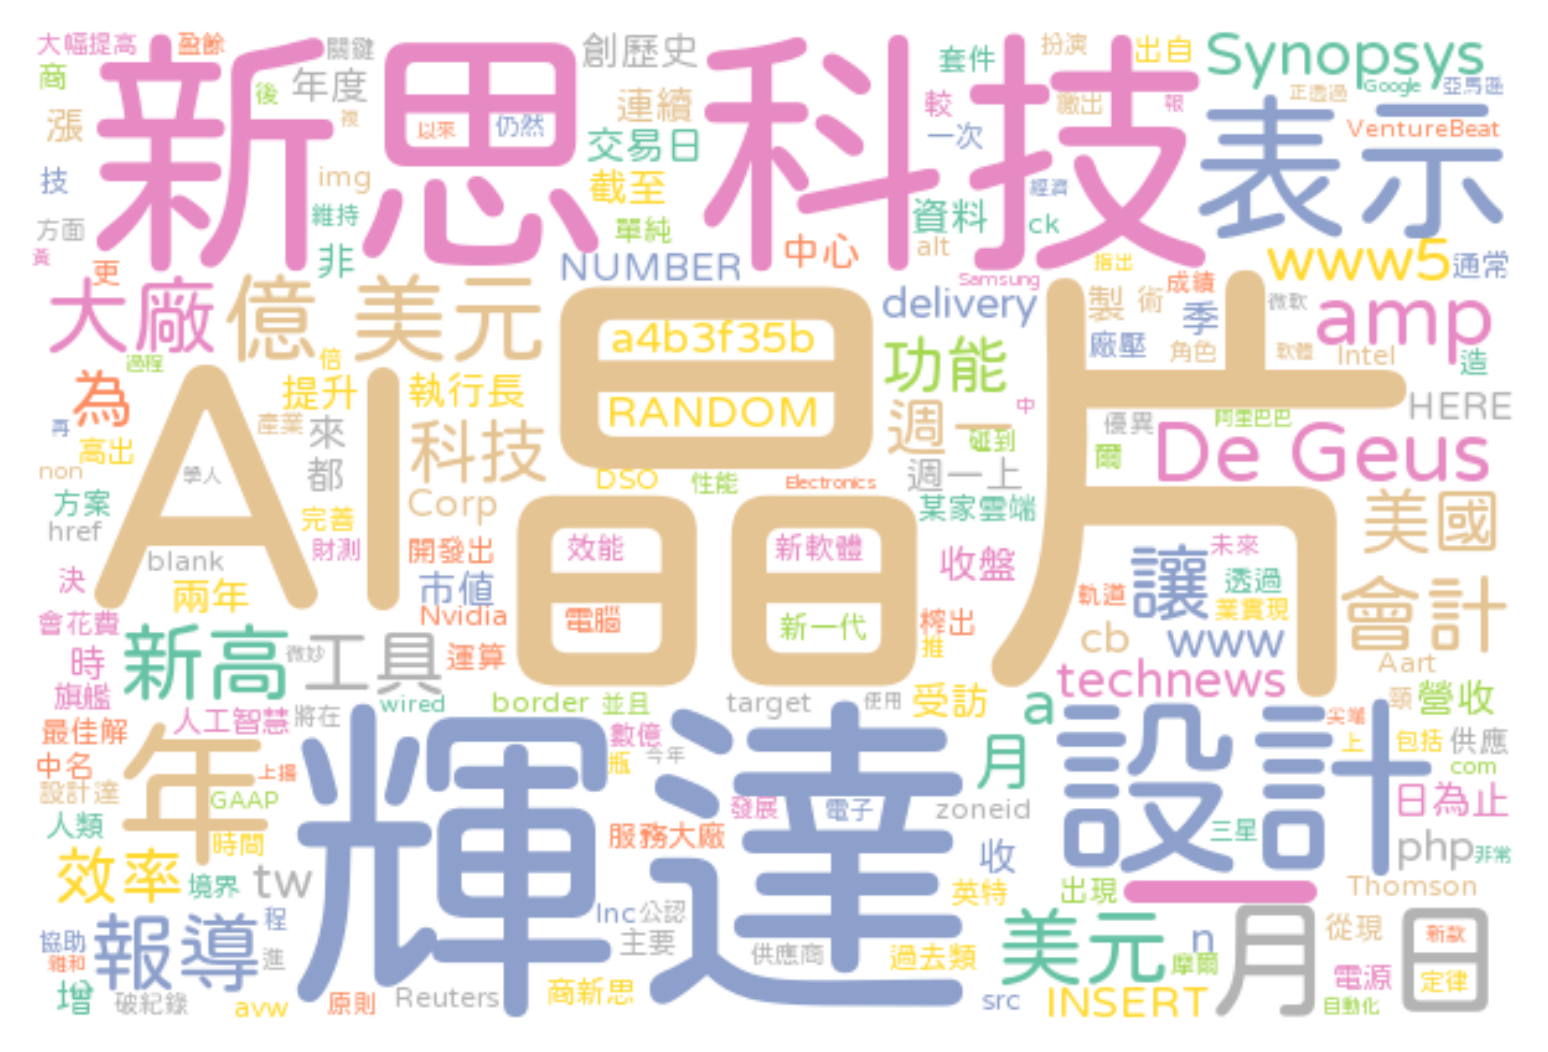 大幅提高 盈餘 關鍵 創歷史 套件 扮演 出自 Synopsys
商 新思科技 年度 後 連續 較 繳出 報 正透過 Google 亞馬遜
漲 複 以來 仍然 交易日 一次 表示 VentureBeat
技 img 截至 經濟
方面 維持 單純 資料 ck
黃 更 非 NUMBER 中心 alt 指出 www5 通常
大廠 億 美元 delivery Samsung 製 術 成績 季 微軟 amp
過程 倍 a4b3f35b 功能 廠壓 角色 軟體 Intel 造
為 提升 執行長 RANDOM 週一 中 HERE
再 高出 產業 來 科技 碰到 優異 阿里巴巴
non AI 晶片 學人 都 DSO 性能 Electronics 週一上 爾 De Geus
方案 href 完善 Corp 某家雲端 美國
blank 財測 開發出 效能 新軟體 收盤 讓 未來
決 兩年 市值 軌道 透過 會計
會花費 Nvidia 電腦 新一代 榨出 業實現
時 新高 微妙 工具 運算 推 cb www Aart
旗艦 wired border 並且 target 使用 受訪 a technews 頸 營收
最佳解 人工智慧 將在 數億 今年 月 設計 尖端 上 包括 供應
中名 年 上揚 瓶 com
設計達 GAAP 輝達 發展 電子 zoneid 日為止
人類 時間 服務大廠 三星 php 非常
效率 境界 tw 收 英特 出現 一 Thomson
報導 程 Inc 公認 美元 n 月 日 從現 新款
協助 雖和 進 主要 供應商 過去類 摩爾 電源 定律
增 破紀錄 avw 原則 Reuters 商新思 src INSERT 自動化